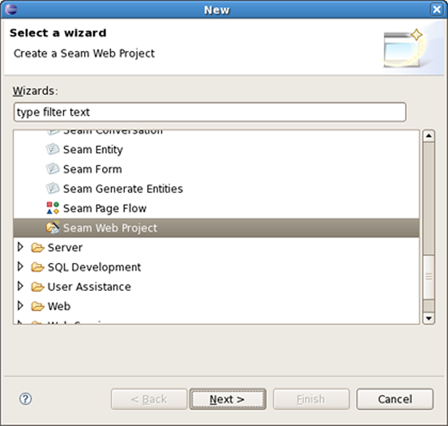 New
Select a wizard
Create a Seam Web Project
Wizards:
type filter text
Seam Conversation
Seam Entity
Seam Form
Seam Generate Entities
Seam Page Flow
Seam Web Project
Server
SQL Development
User Assistance
Web
< Back
Next >
Finish
Cancel